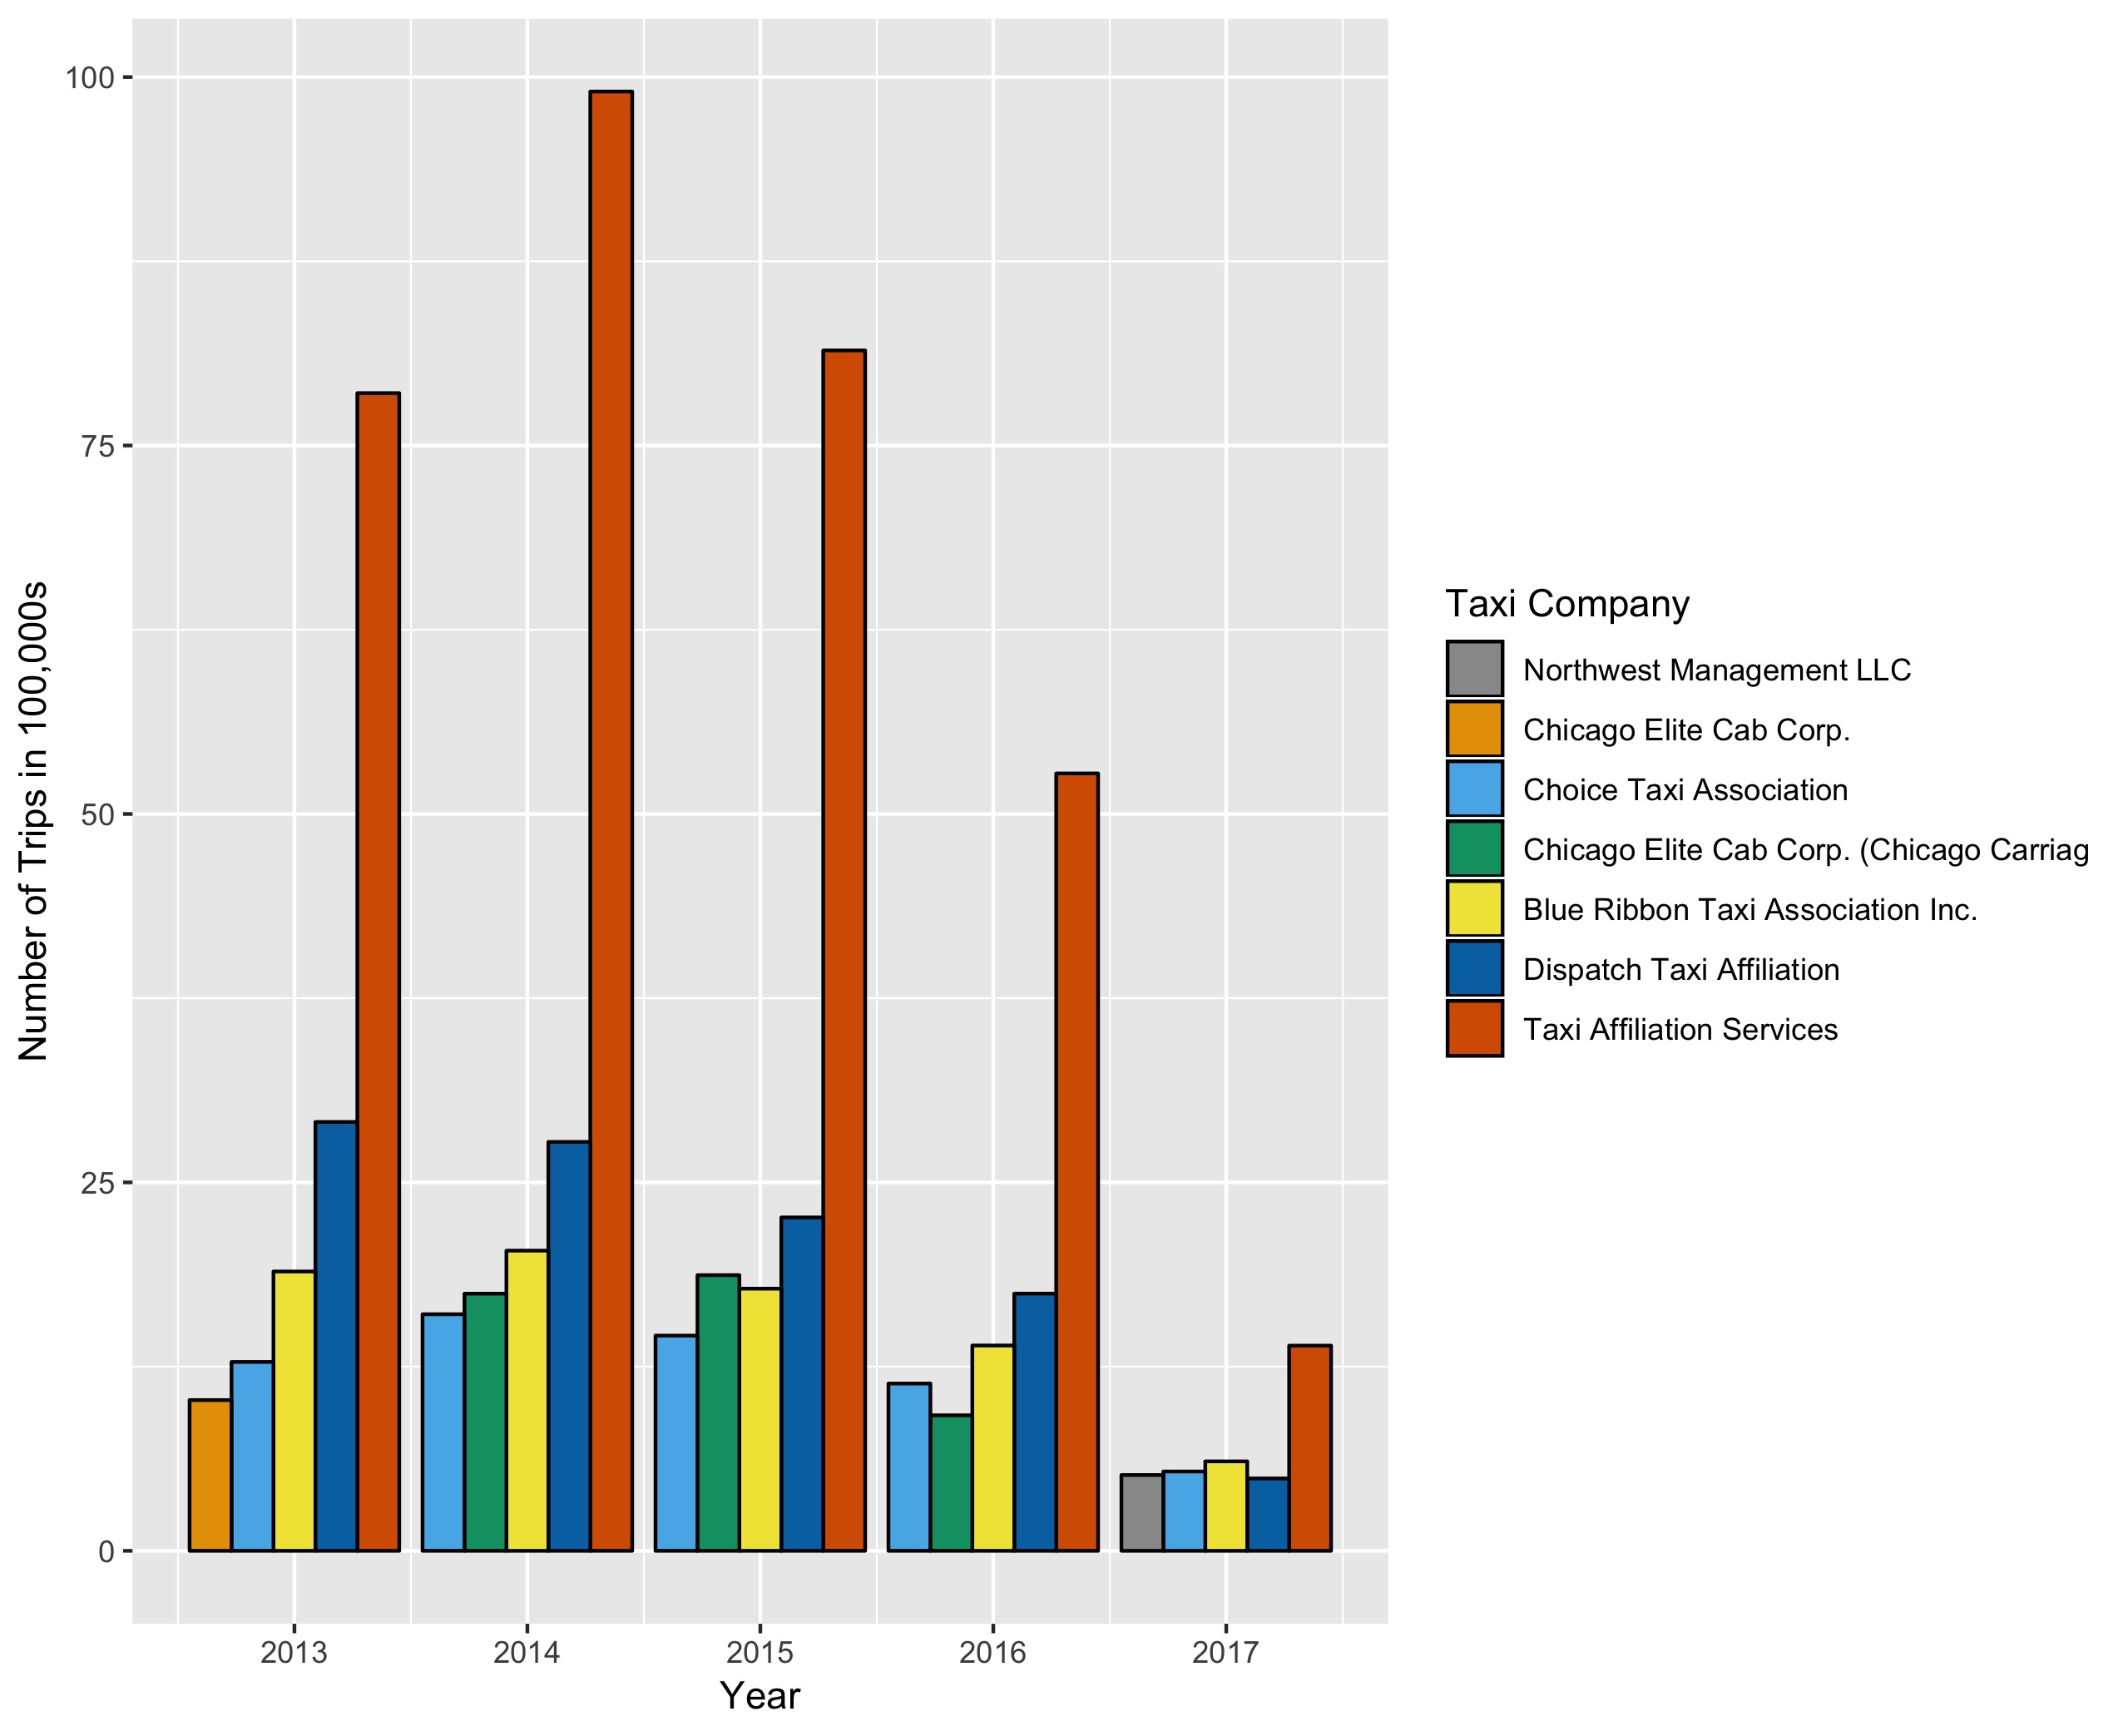 100
75
50
25
0
Number of Trips in 100,000s
2013 2014 2015 2016 2017
Year
Taxi Company
Northwest Management LLC
Chicago Elite Cab Corp.
Choice Taxi Association
Chicago Elite Cab Corp. (Chicago Carriag
Blue Ribbon Taxi Association Inc.
Dispatch Taxi Affiliation
Taxi Affiliation Services